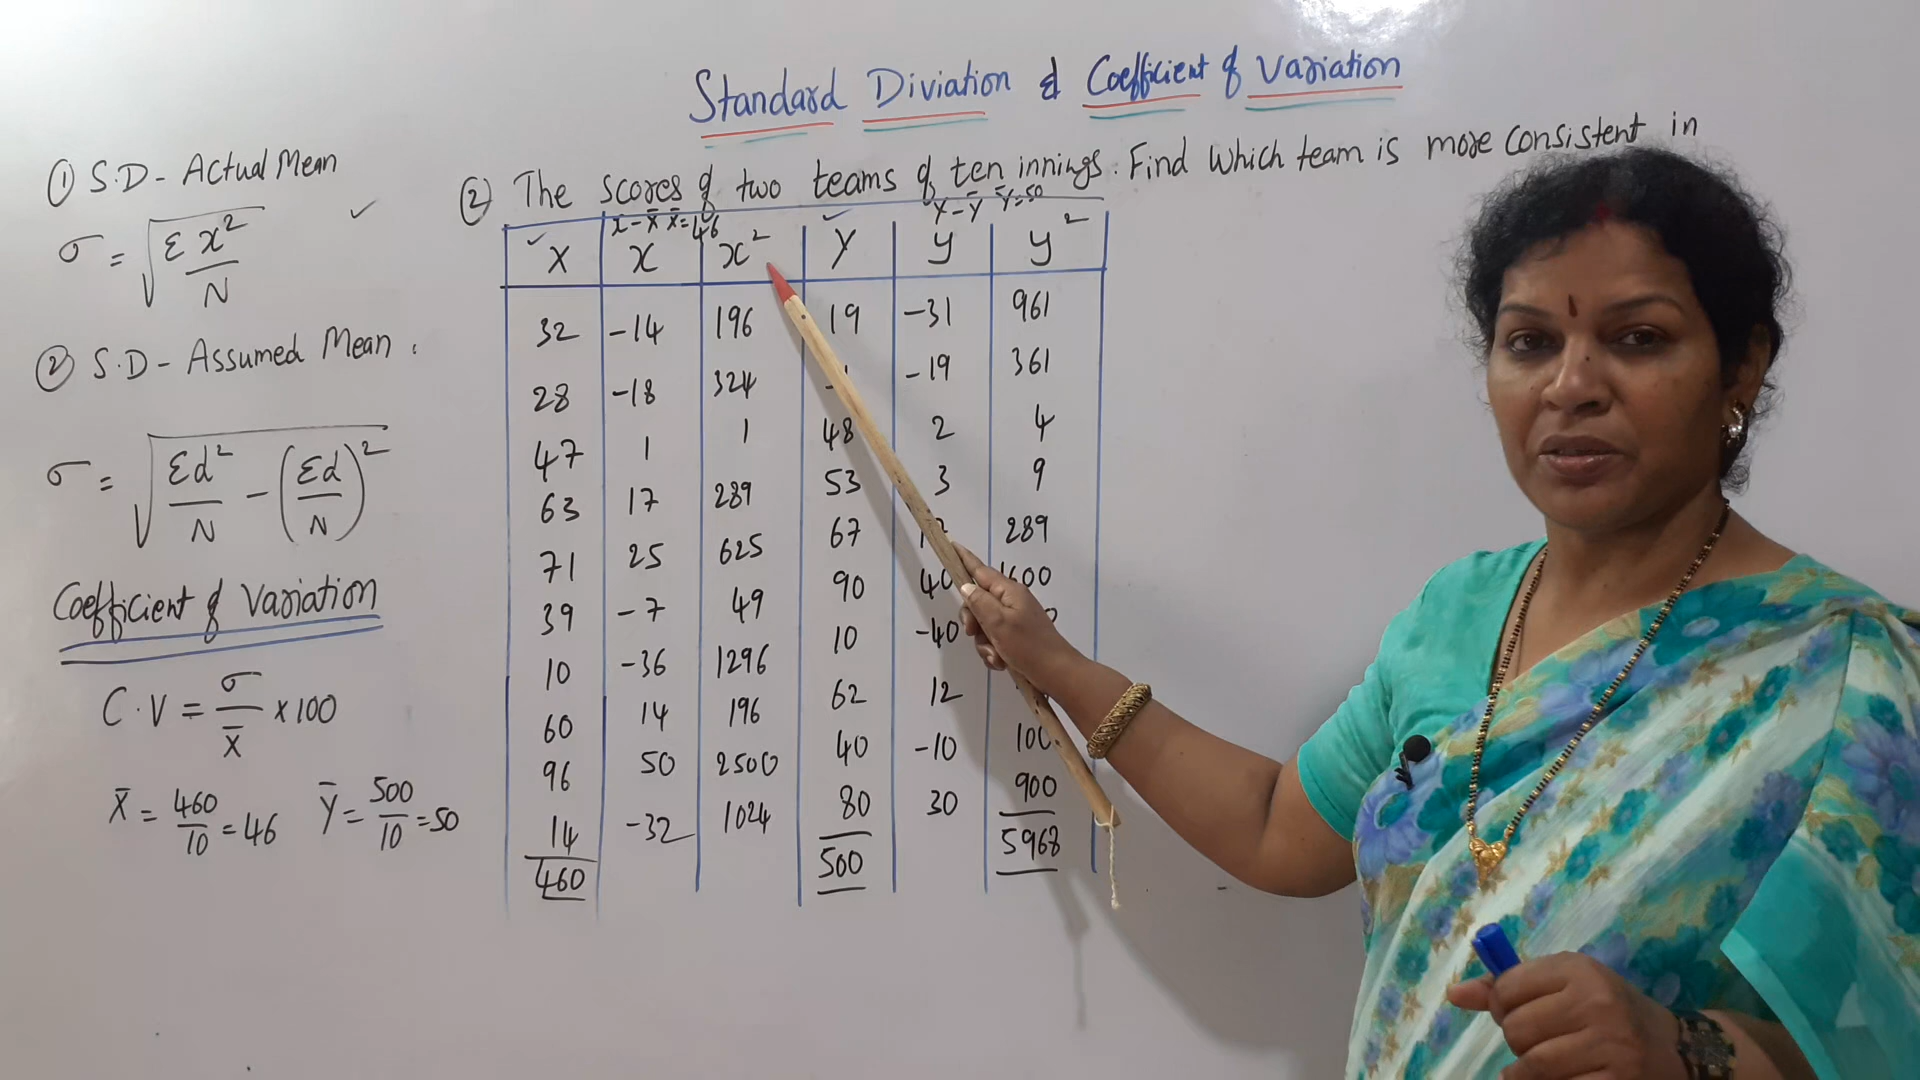 Standard Diviation & Coefficient of Variation
① S.D - Actual Mean
σ = √Σx²/N
② S.D - Assumed Mean.
σ = √Σd²/N - (Σd/N)²
Coefficient of Variation
C.V = σ/X̄ × 100
X̄ = 460/10 = 46 Ȳ = 500/10 = 50
② The scores of two teams of ten innings. Find Which team is more consistent in
x - X̄ X̄=46 Y - Ȳ Ȳ=50
X x x² Y y y²
32 -14 196 19 -31 961
28 -18 324 -19 361
47 1 1 48 2 4
63 17 289 53 3 9
71 25 625 67 289
39 -7 49 90 40 1600
10 -36 1296 10 -40
60 14 196 62 12
96 50 2500 40 -10 100
14 -32 1024 80 30 900
460 500 5968